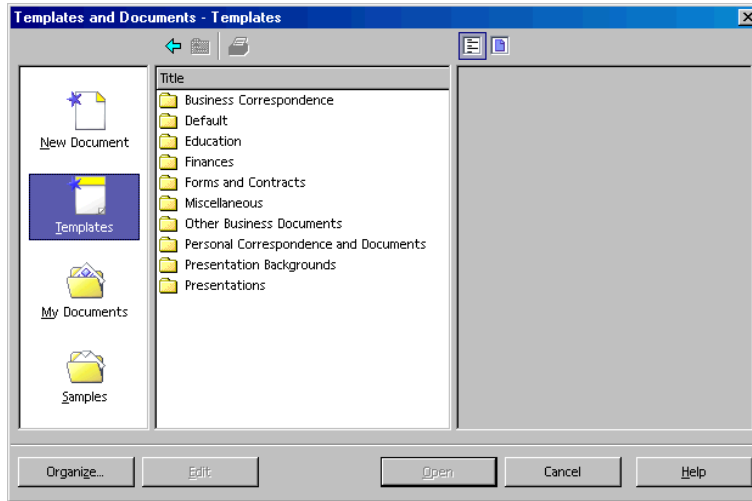 Templates and Documents - Templates
Title
New Document
Templates
My Documents
Samples
Business Correspondence
Default
Education
Finances
Forms and Contracts
Miscellaneous
Other Business Documents
Personal Correspondence and Documents
Presentation Backgrounds
Presentations
Organize...
Edit
Open
Cancel
Help